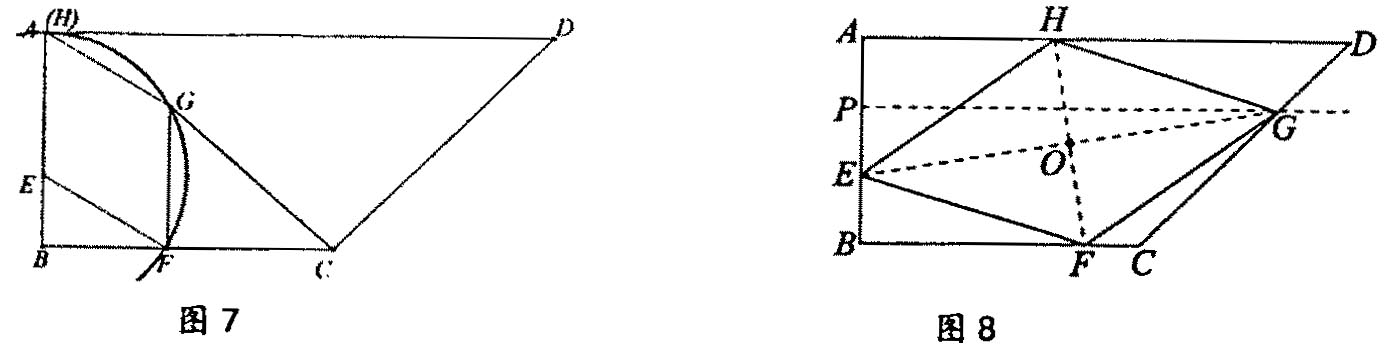 A (H) D
G
E
B F C
图 7
A H D
P G
O
E
B F C
图 8